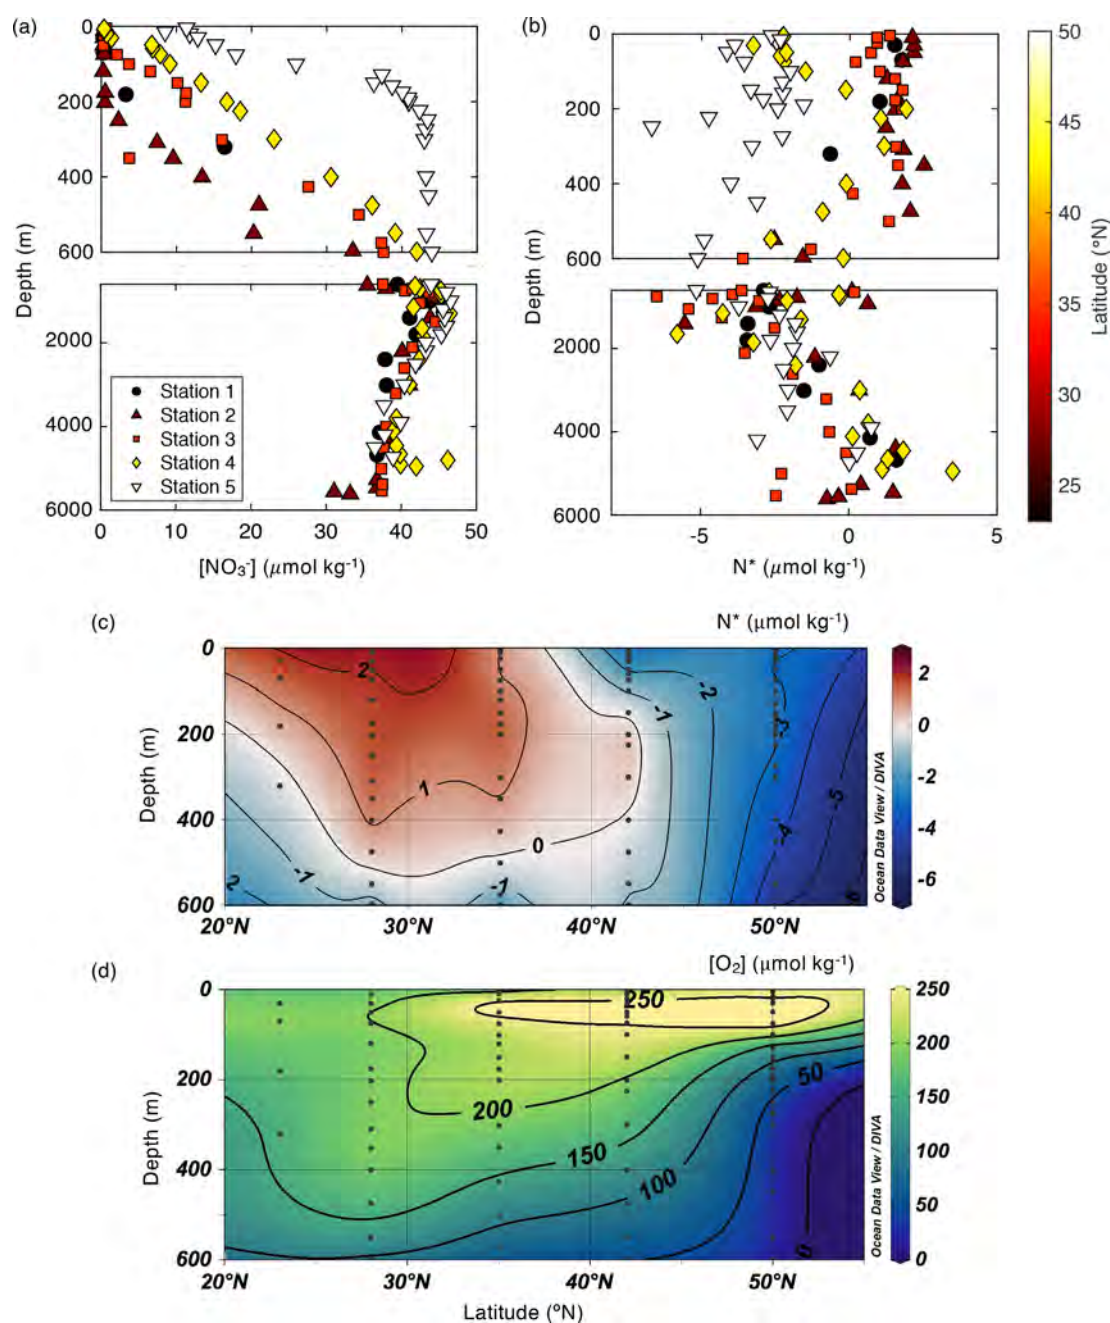 (a)
(b)
0
200
400
600
Depth (m)
2000
4000
6000
Station 1
Station 2
Station 3
Station 4
Station 5
0 10 20 30 40 50
[NO₃⁻] (µmol kg⁻¹)
0
200
400
600
Depth (m)
2000
4000
6000
-5 0 5
N* (µmol kg⁻¹)
50
45
40
35
30
25
Latitude (°N)
(c)
N* (µmol kg⁻¹)
0
200
400
600
Depth (m)
20°N 30°N 40°N 50°N
2
1
0
-1
-2
-1
-1
2
-3
-4
-5
Ocean Data View / DIVA
2
0
-2
-4
-6
(d)
[O₂] (µmol kg⁻¹)
0
200
400
600
Depth (m)
250
200
150
100
50
0
20°N 30°N 40°N 50°N
Latitude (ºN)
Ocean Data View / DIVA
250
200
150
100
50
0